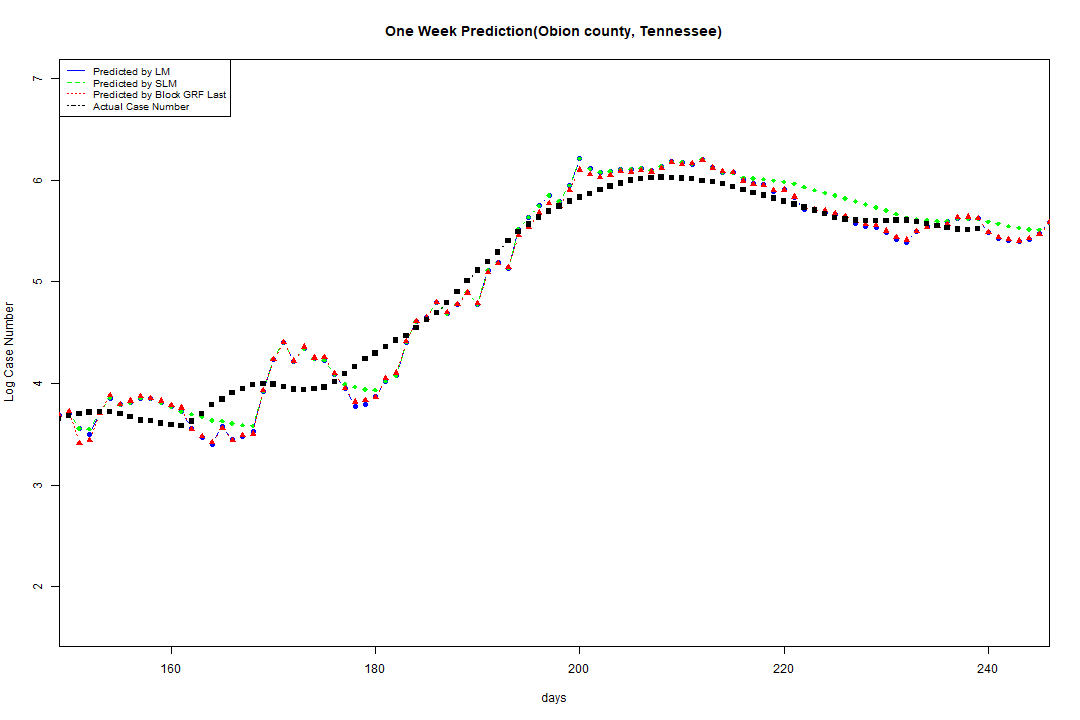 One Week Prediction(Obion county, Tennessee)
Predicted by LM
Predicted by SLM
Predicted by Block GRF Last
Actual Case Number
7
6
5
4
3
2
Log Case Number
160 180 200 220 240
days